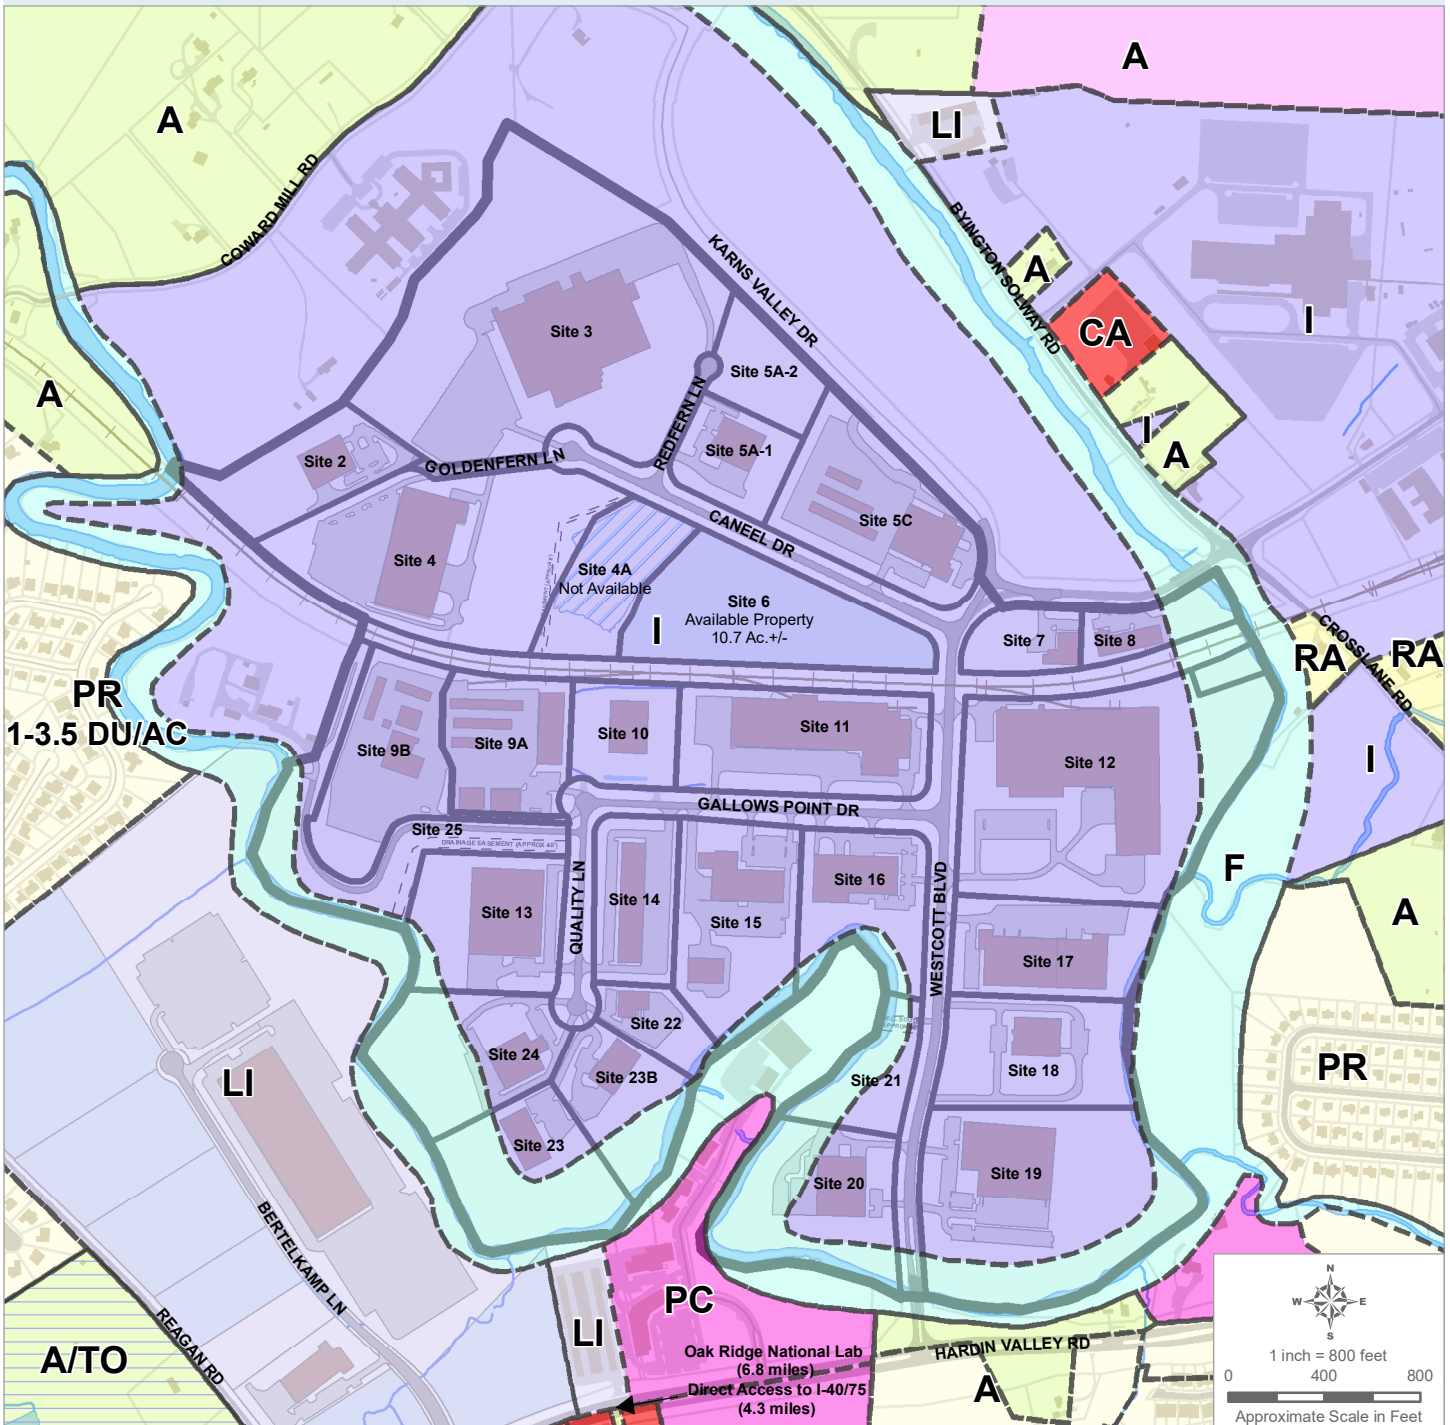 A
A
LI
COWARD MILL RD
BYINGTON SOLWAY RD
KARNS VALLEY DR
A
I
CA
Site 3
Site 5A-2
A
REDFERN LN
I
A
Site 2
GOLDENFERN LN
Site 5A-1
CANEEL DR
Site 5C
Site 4
Site 4A
Not Available
Site 6
Available Property
10.7 Ac.+/-
I
Site 7
Site 8
CROSSLANE RD
RA
RA
PR
1-3.5 DU/AC
Site 9B
Site 9A
Site 10
Site 11
Site 12
I
GALLOWS POINT DR
Site 25
DRAINAGE EASEMENT (APPROX 40')
QUALITY LN
WESTCOTT BLVD
F
Site 13
Site 14
Site 15
Site 16
A
Site 17
Site 22
Site 24
Site 23B
Site 21
Site 18
PR
LI
Site 23
Site 20
Site 19
BERTELKAMP LN
REAGAN RD
PC
LI
A/TO
HARDIN VALLEY RD
Oak Ridge National Lab
(6.8 miles)
Direct Access to I-40/75
(4.3 miles)
A
N
W
E
S
1 inch = 800 feet
0 400 800
Approximate Scale in Feet